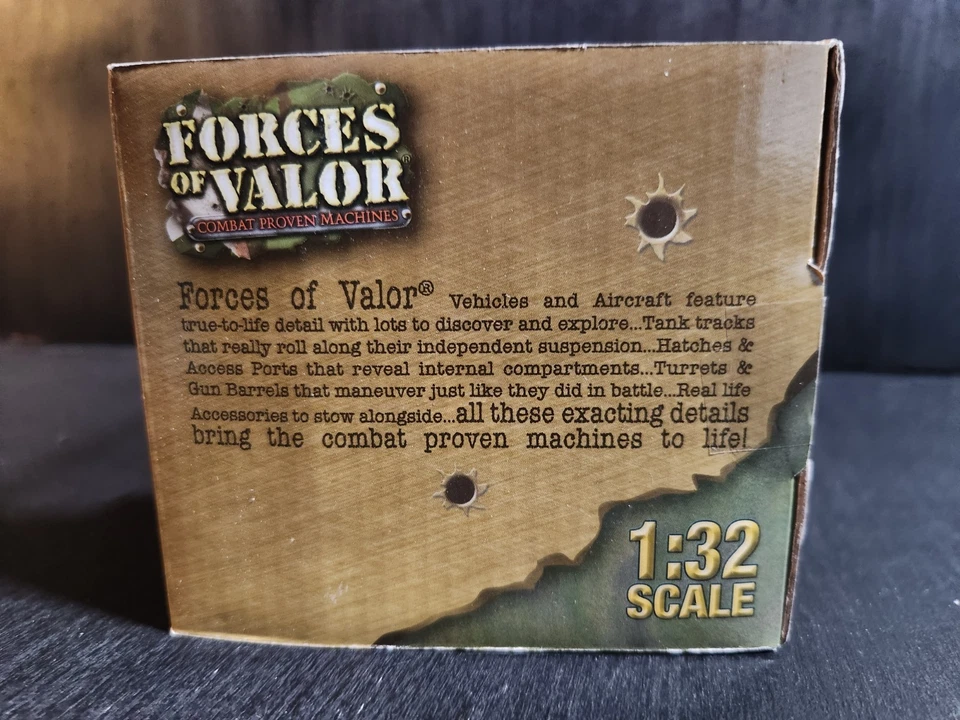 FORCES
OF VALOR®
COMBAT PROVEN MACHINES
Forces of Valor® Vehicles and Aircraft feature
true-to-life detail with lots to discover and explore...Tank tracks
that really roll along their independent suspension...Hatches &
Access Ports that reveal internal compartments...Turrets &
Gun Barrels that maneuver just like they did in battle...Real life
Accessories to stow alongside...all these exacting details
bring the combat proven machines to life!
1:32
SCALE